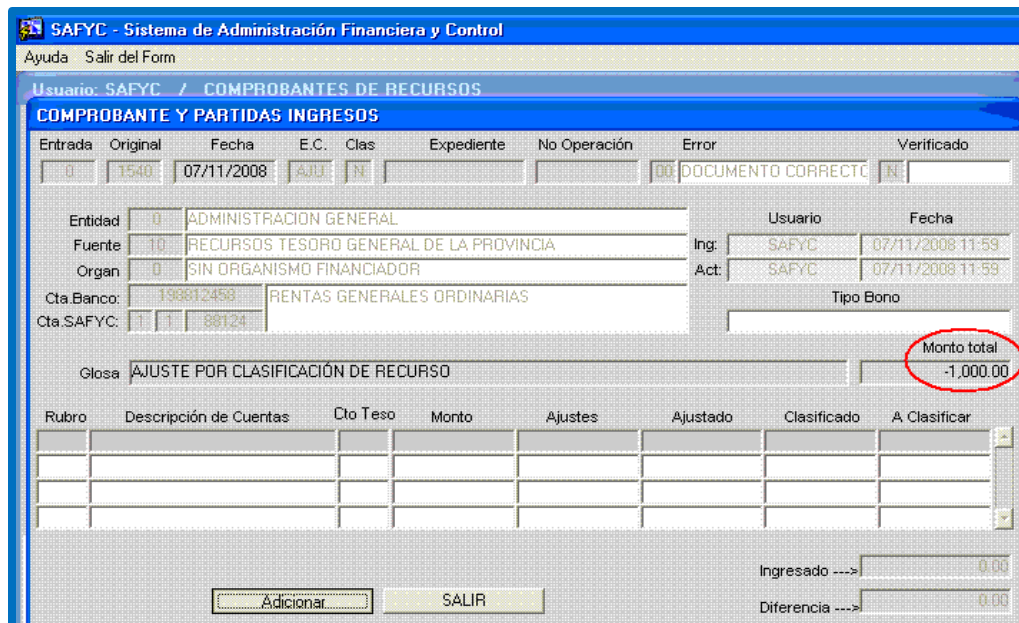 SAFYC - Sistema de Administración Financiera y Control
Ayuda Salir del Form
Usuario: SAFYC / COMPROBANTES DE RECURSOS
COMPROBANTE Y PARTIDAS INGRESOS
Entrada Original Fecha E.C. Clas Expediente No Operación Error Verificado
0 1540 07/11/2008 AJU N 00 DOCUMENTO CORRECTO N
Usuario Fecha
Entidad 0 ADMINISTRACION GENERAL
Fuente 10 RECURSOS TESORO GENERAL DE LA PROVINCIA Ing: SAFYC 07/11/2008 11:59
Organ 0 SIN ORGANISMO FINANCIADOR Act: SAFYC 07/11/2008 11:59
Cta.Banco: 198812458 RENTAS GENERALES ORDINARIAS Tipo Bono
Cta.SAFYC: 1 1 88124
Monto total
Glosa AJUSTE POR CLASIFICACIÓN DE RECURSO -1,000.00
Rubro Descripción de Cuentas Cto Teso Monto Ajustes Ajustado Clasificado A Clasificar
Ingresado ---> 0.00
Adicionar SALIR
Diferencia ---> 0.00